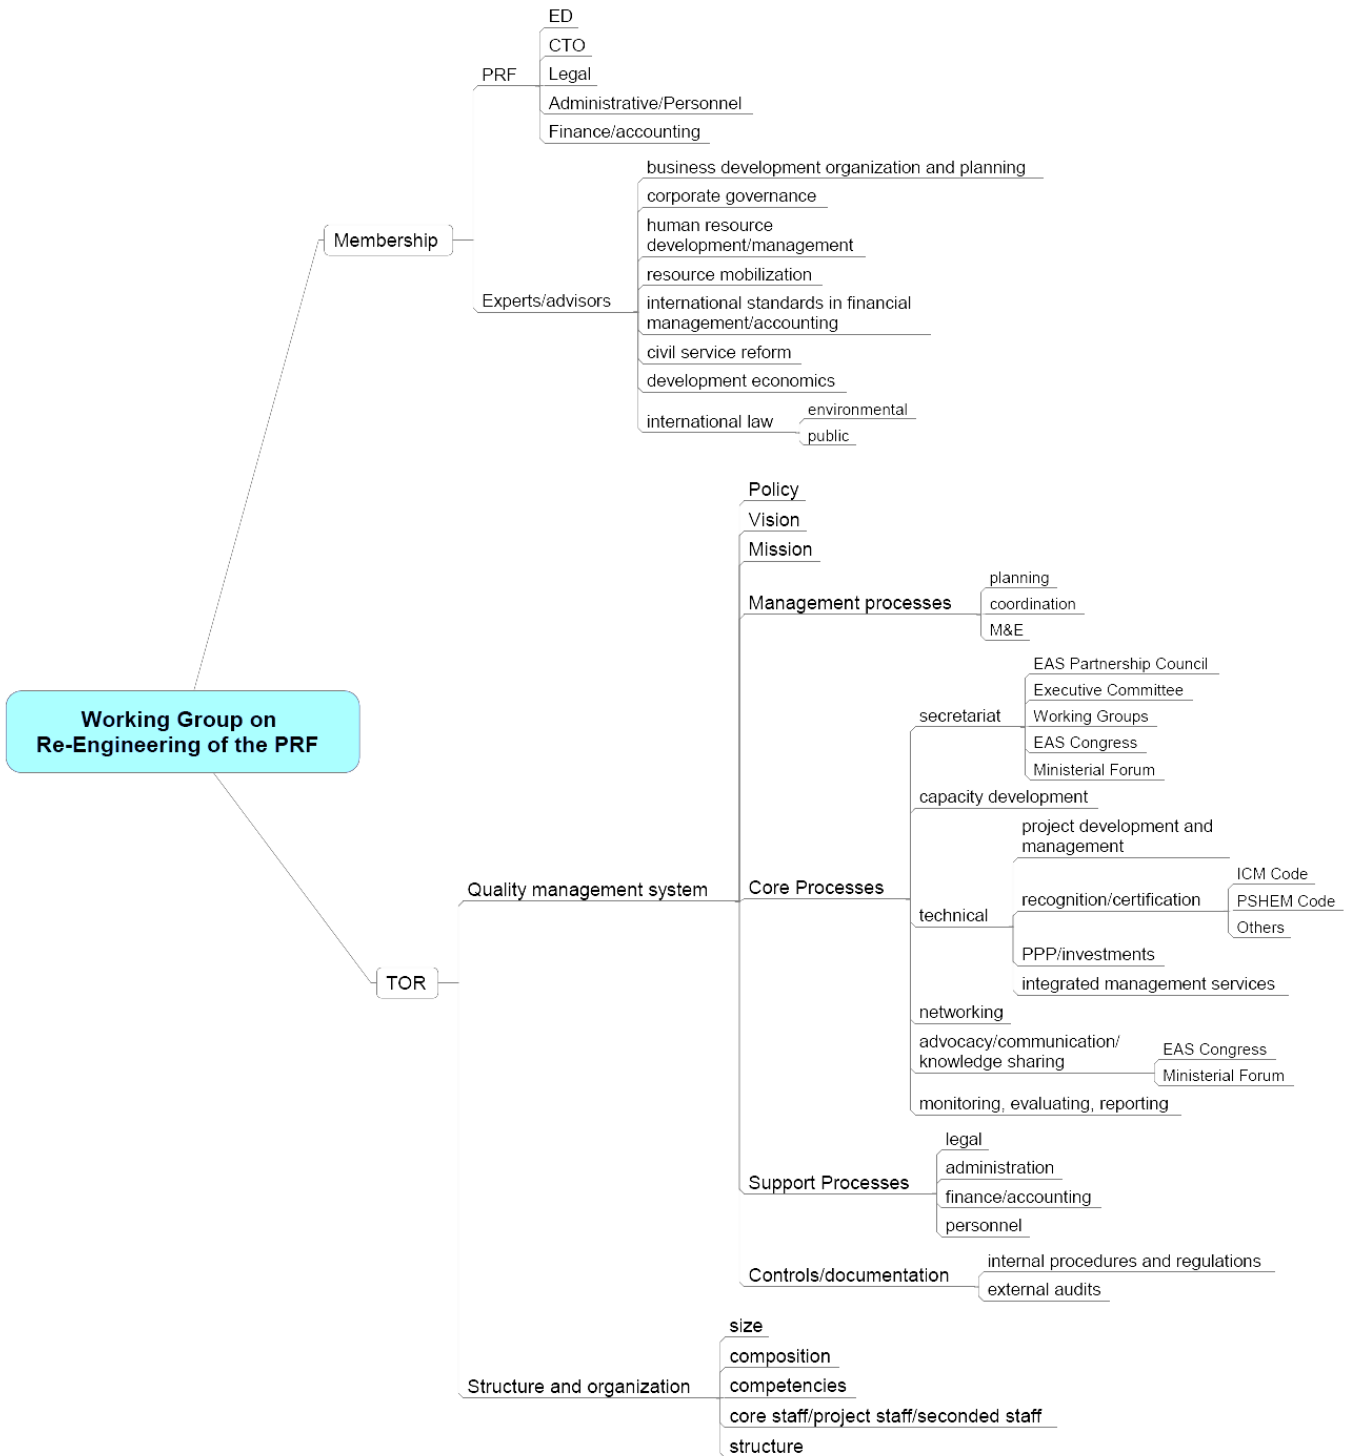 ED
CTO
PRF
Legal
Administrative/Personnel
Finance/accounting
business development organization and planning
corporate governance
human resource
development/management
Membership
resource mobilization
Experts/advisors
international standards in financial
management/accounting
civil service reform
development economics
international law
environmental
public
Policy
Vision
Mission
Management processes
planning
coordination
M&E
EAS Partnership Council
Executive Committee
secretariat
Working Groups
EAS Congress
Ministerial Forum
Working Group on
Re-Engineering of the PRF
capacity development
project development and
management
Quality management system
Core Processes
technical
recognition/certification
ICM Code
PSHEM Code
Others
PPP/investments
TOR
integrated management services
networking
advocacy/communication/
knowledge sharing
EAS Congress
Ministerial Forum
monitoring, evaluating, reporting
legal
administration
Support Processes
finance/accounting
personnel
Controls/documentation
internal procedures and regulations
external audits
size
composition
Structure and organization
competencies
core staff/project staff/seconded staff
structure